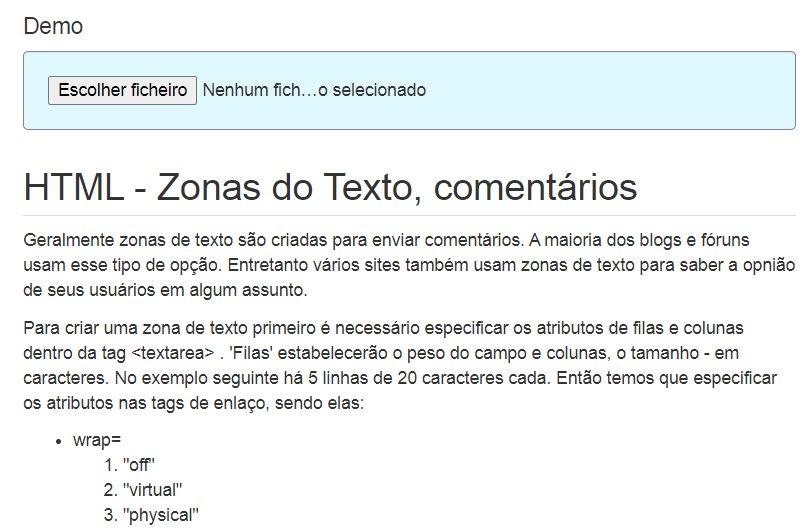 Demo
Escolher ficheiro Nenhum fich…o selecionado
HTML - Zonas do Texto, comentários
Geralmente zonas de texto são criadas para enviar comentários. A maioria dos blogs e fóruns
usam esse tipo de opção. Entretanto vários sites também usam zonas de texto para saber a opnião
de seus usuários em algum assunto.
Para criar uma zona de texto primeiro é necessário especificar os atributos de filas e colunas
dentro da tag <textarea> . 'Filas' estabelecerão o peso do campo e colunas, o tamanho - em
caracteres. No exemplo seguinte há 5 linhas de 20 caracteres cada. Então temos que especificar
os atributos nas tags de enlaço, sendo elas:
• wrap=
1. "off"
2. "virtual"
3. "physical"